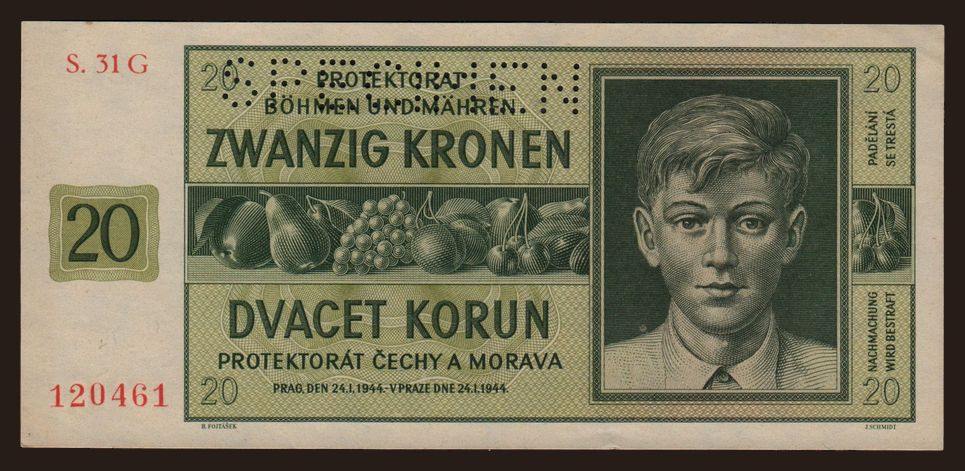 S. 31 G
SPECIMEN
20
PROTEKTORAT
BÖHMEN UND MÄHREN
20
ZWANZIG KRONEN
PADĚLÁNÍ
SE TRESTÁ
20
DVACET KORUN
PROTEKTORÁT ČECHY A MORAVA
NACHMACHUNG
WIRD BESTRAFT
120461
20
PRAG, DEN 24.I.1944.-V PRAZE DNE 24.I.1944.
20
B. FOJTÁŠEK
J. SCHMIDT